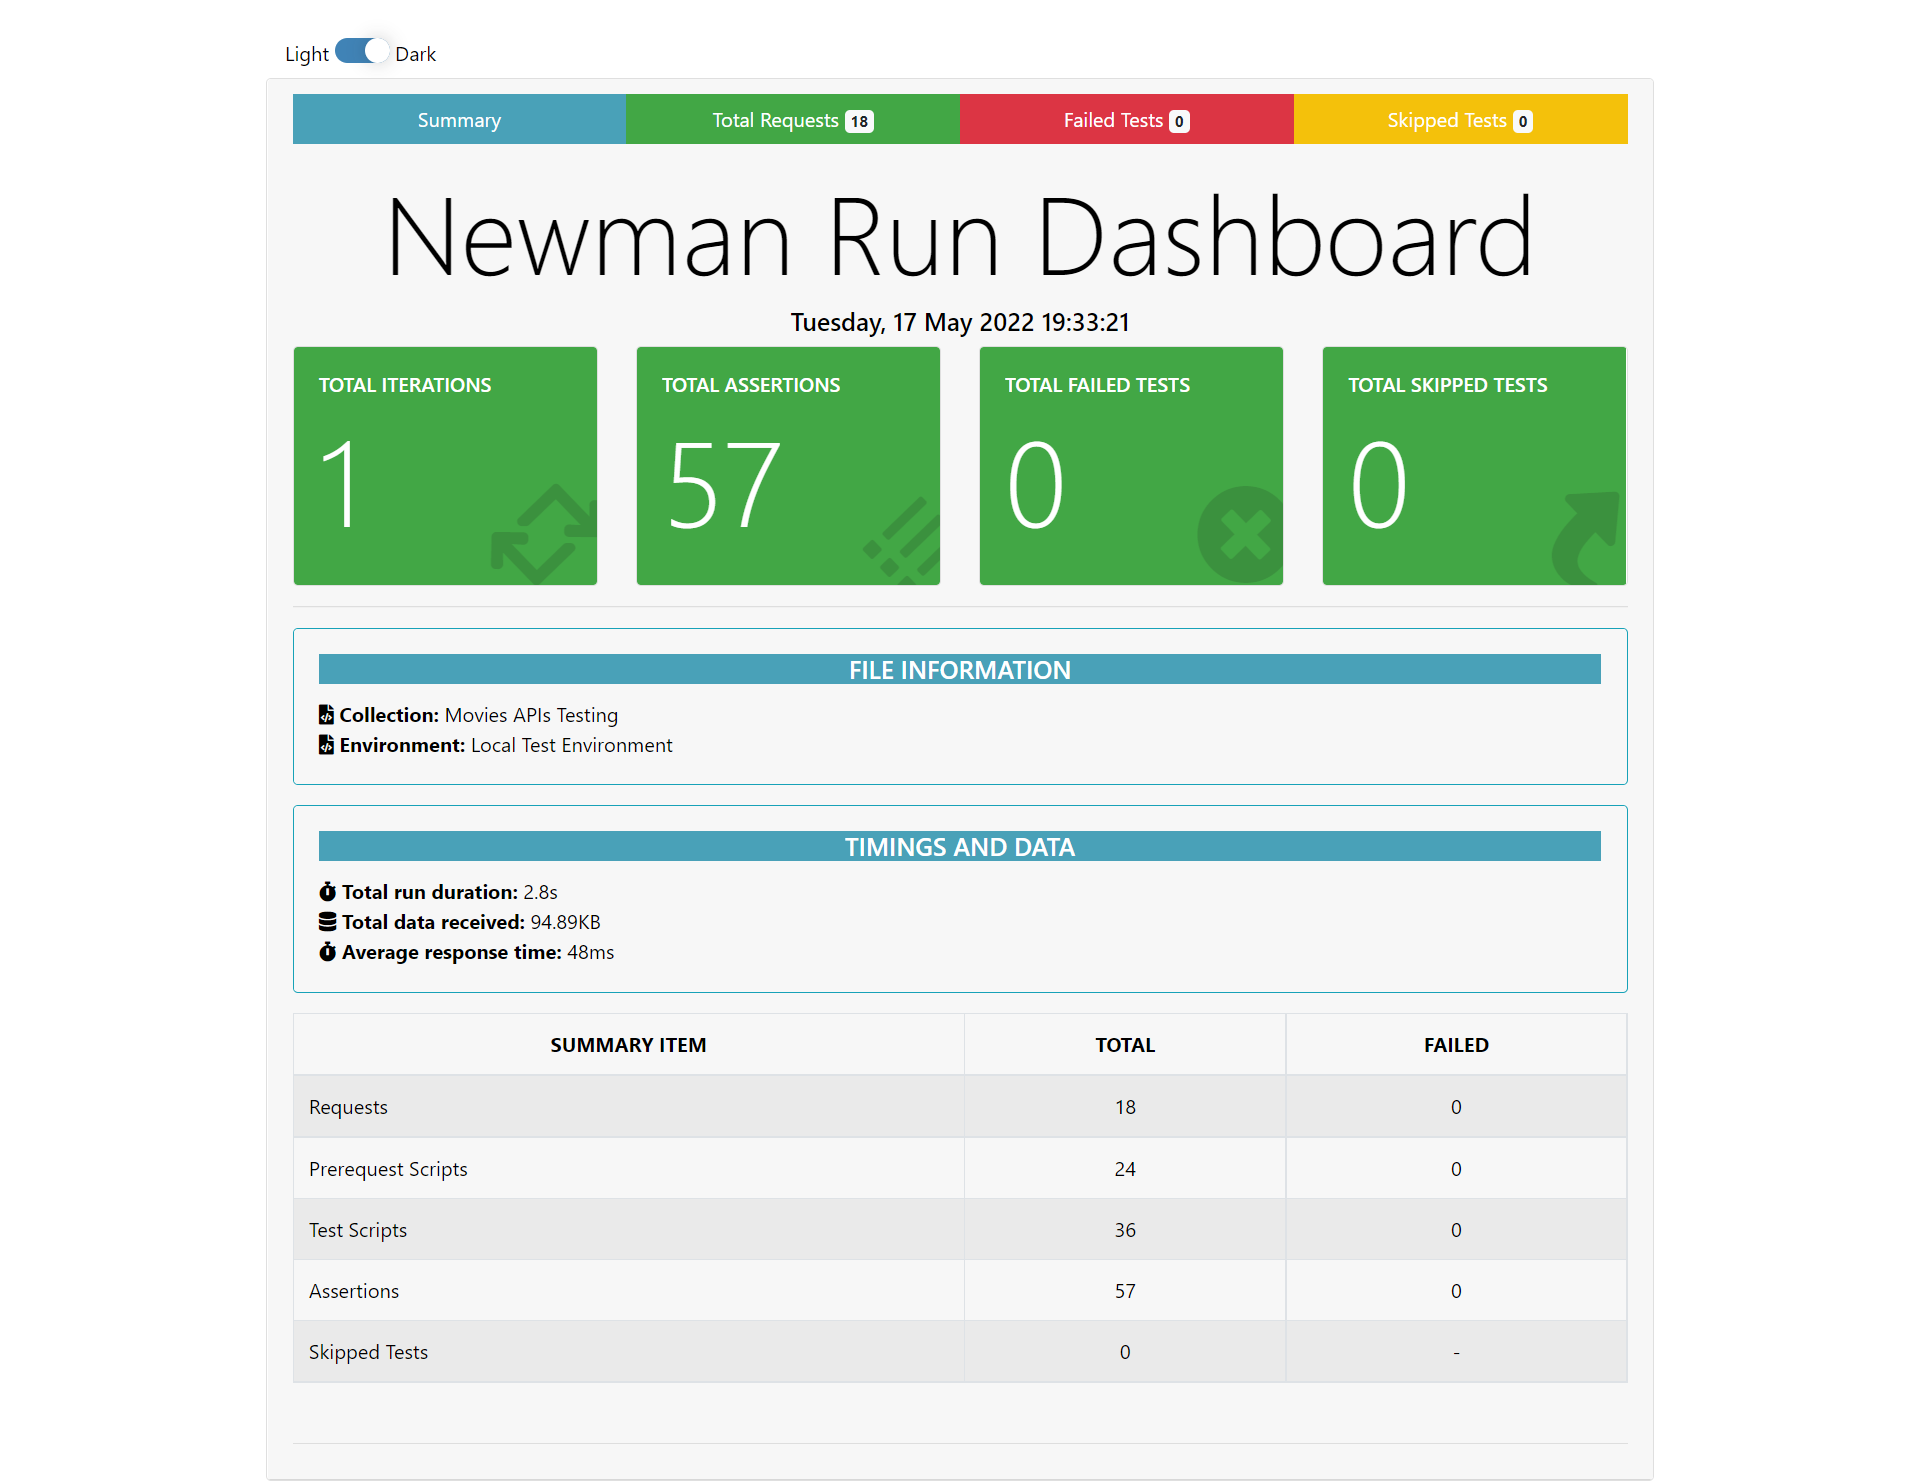 Light Dark
Summary Total Requests 18 Failed Tests 0 Skipped Tests 0
Newman Run Dashboard
Tuesday, 17 May 2022 19:33:21
TOTAL ITERATIONS TOTAL ASSERTIONS TOTAL FAILED TESTS TOTAL SKIPPED TESTS
1 57 0 0
FILE INFORMATION
Collection: Movies APIs Testing
Environment: Local Test Environment
TIMINGS AND DATA
Total run duration: 2.8s
Total data received: 94.89KB
Average response time: 48ms
SUMMARY ITEM TOTAL FAILED
Requests 18 0
Prerequest Scripts 24 0
Test Scripts 36 0
Assertions 57 0
Skipped Tests 0 -